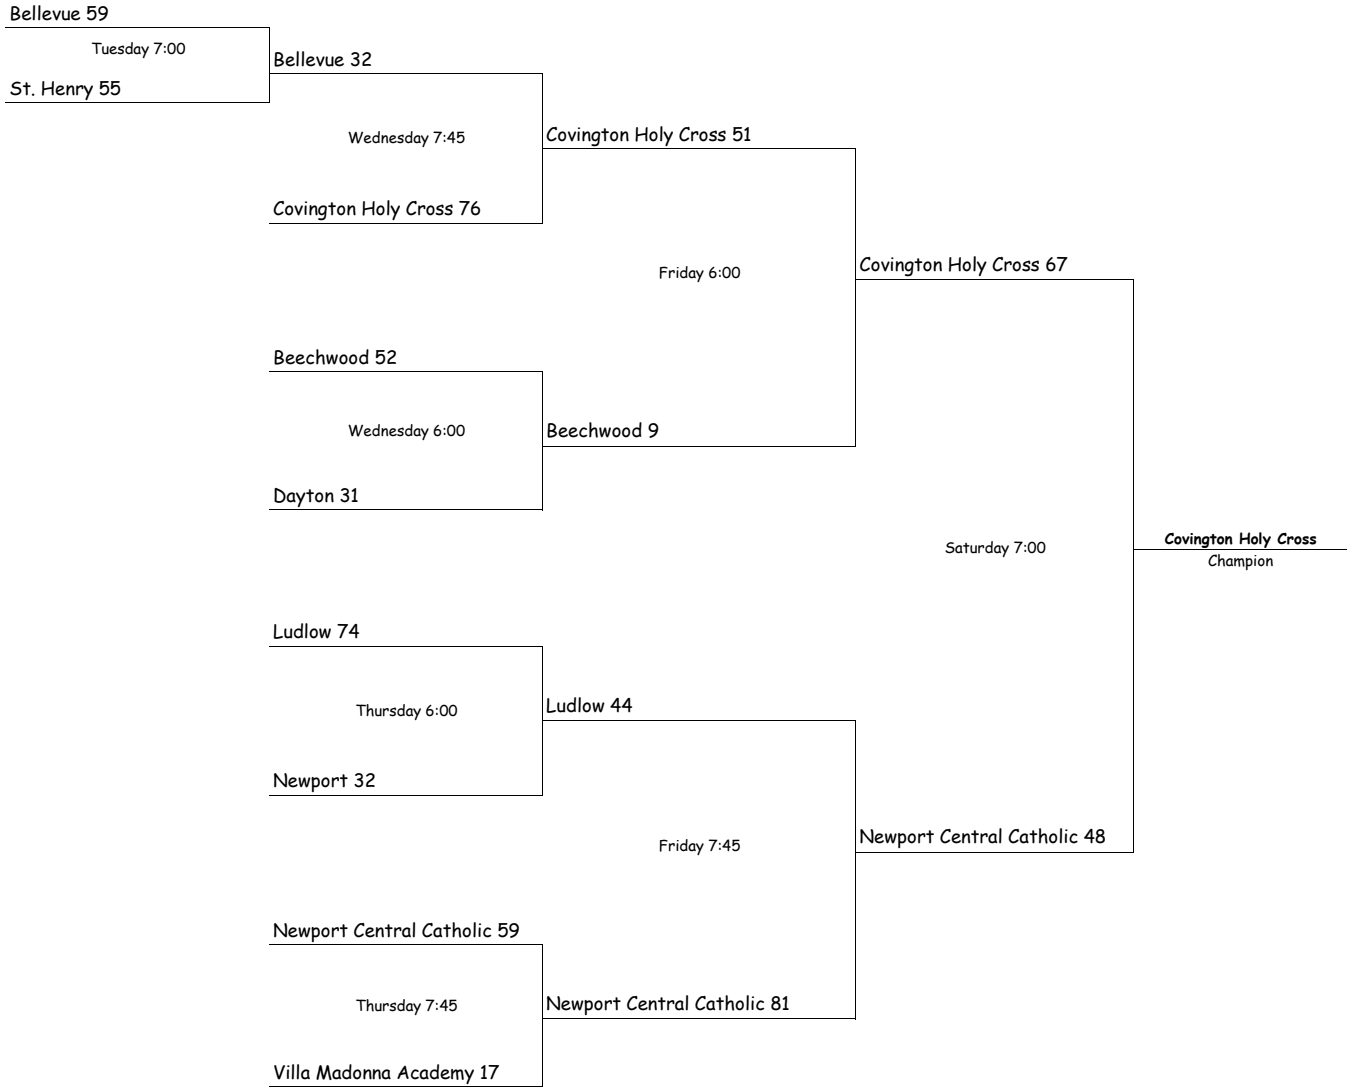 Bellevue 59
Tuesday 7:00
Bellevue 32
St. Henry 55
Wednesday 7:45
Covington Holy Cross 51
Covington Holy Cross 76
Friday 6:00
Covington Holy Cross 67
Beechwood 52
Wednesday 6:00
Beechwood 9
Dayton 31
Saturday 7:00
Covington Holy Cross
Champion
Ludlow 74
Thursday 6:00
Ludlow 44
Newport 32
Friday 7:45
Newport Central Catholic 48
Newport Central Catholic 59
Thursday 7:45
Newport Central Catholic 81
Villa Madonna Academy 17